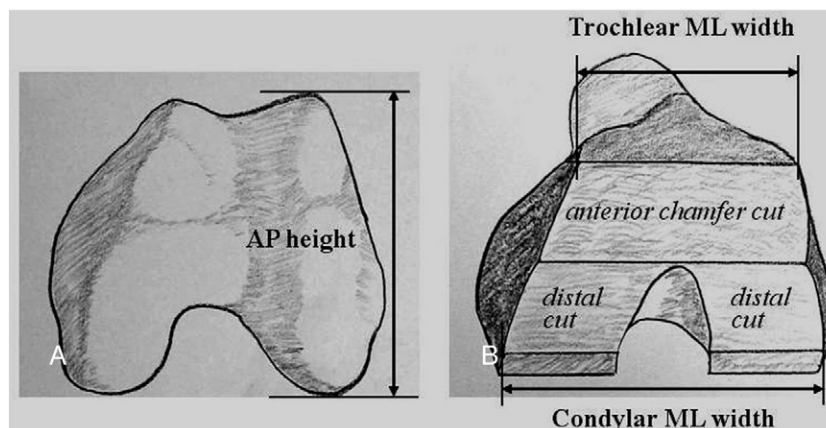 Trochlear ML width
AP height
anterior chamfer cut
distal
cut
distal
cut
A
B
Condylar ML width